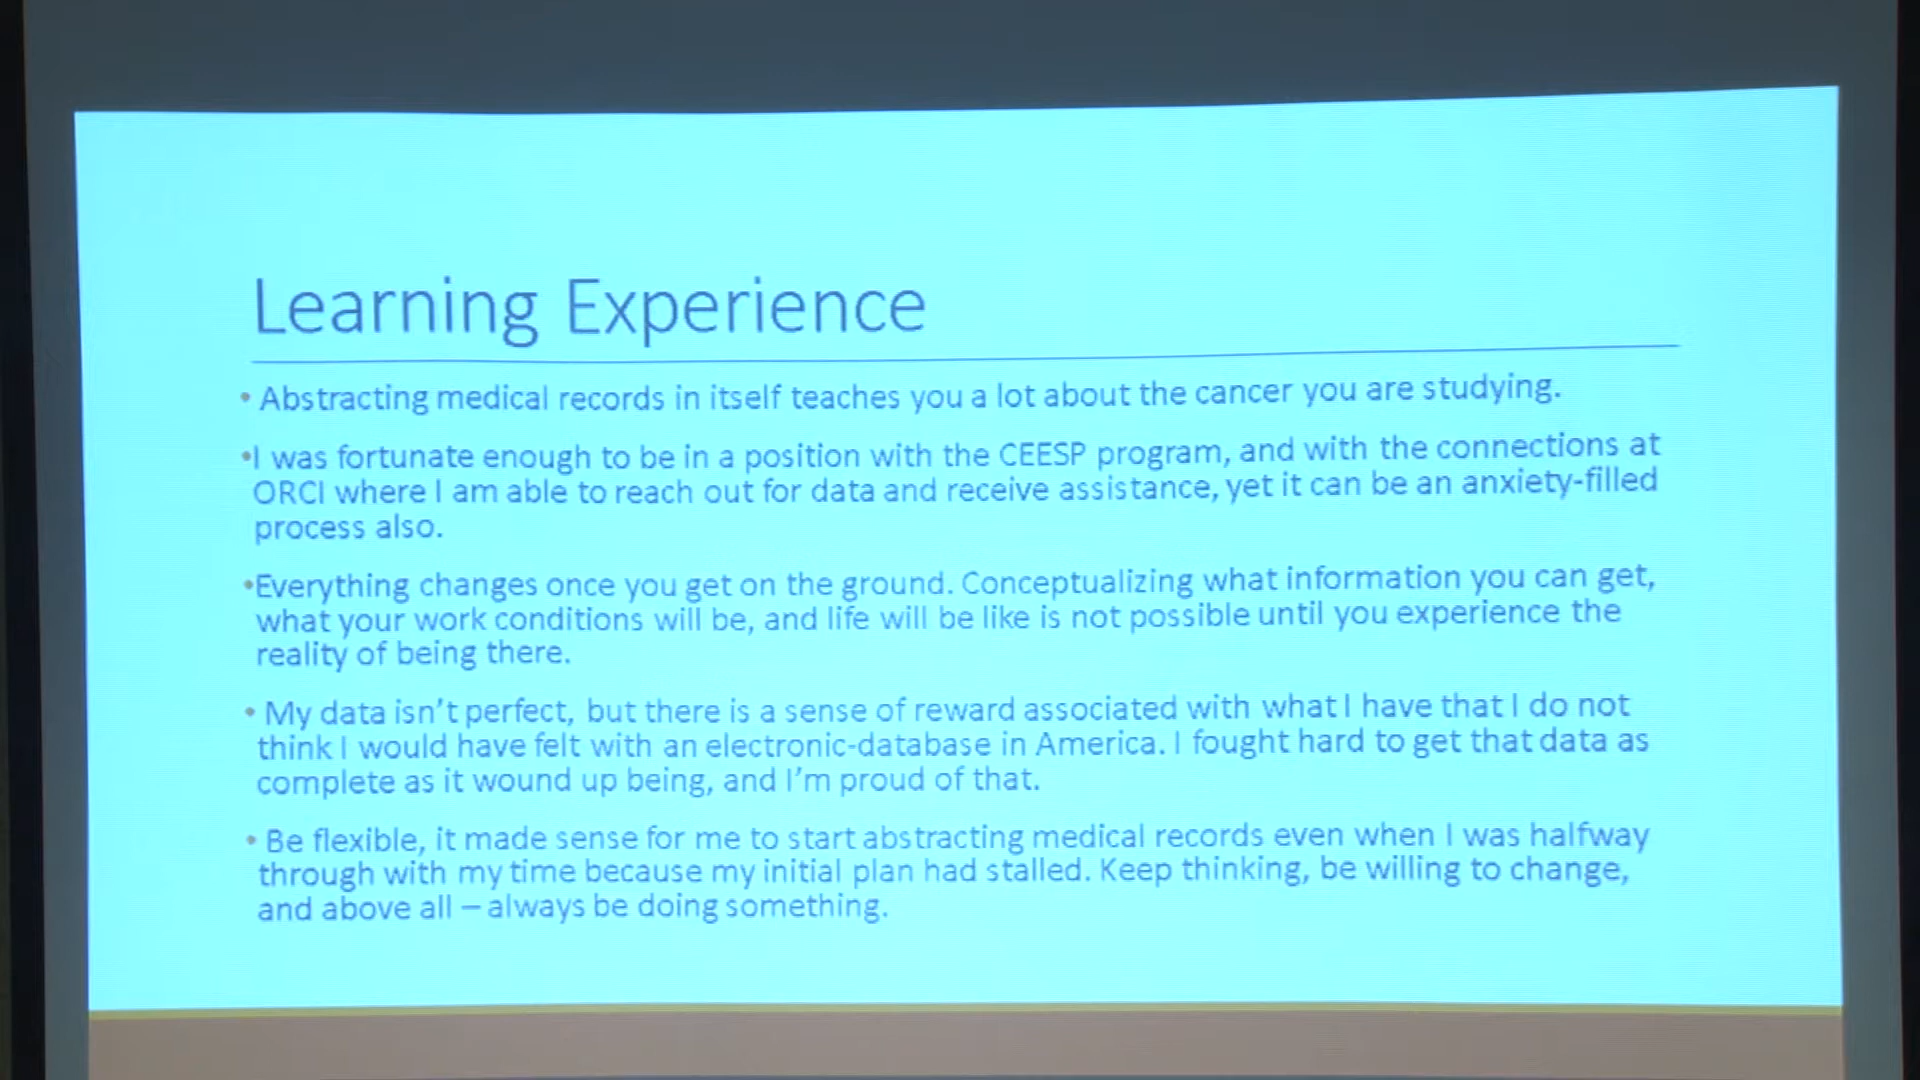 Learning Experience
• Abstracting medical records in itself teaches you a lot about the cancer you are studying.
•I was fortunate enough to be in a position with the CEESP program, and with the connections at
ORCI where I am able to reach out for data and receive assistance, yet it can be an anxiety-filled
process also.
•Everything changes once you get on the ground. Conceptualizing what information you can get,
what your work conditions will be, and life will be like is not possible until you experience the
reality of being there.
• My data isn't perfect, but there is a sense of reward associated with what I have that I do not
think I would have felt with an electronic-database in America. I fought hard to get that data as
complete as it wound up being, and I'm proud of that.
• Be flexible, it made sense for me to start abstracting medical records even when I was halfway
through with my time because my initial plan had stalled. Keep thinking, be willing to change,
and above all – always be doing something.